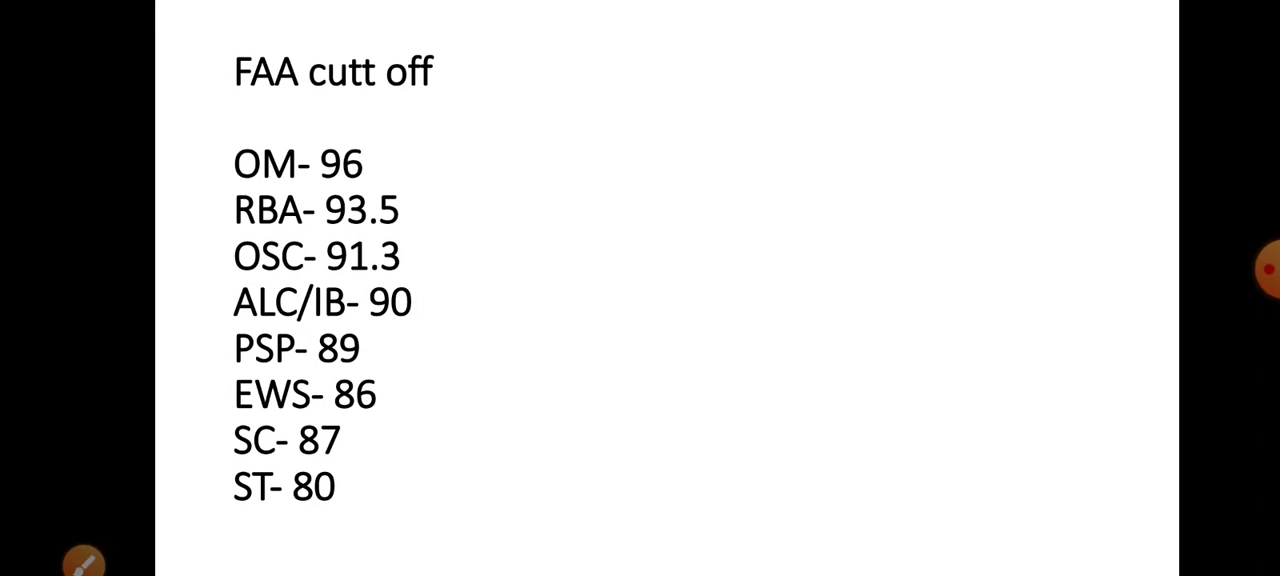 FAA cutt off
OM- 96
RBA- 93.5
OSC- 91.3
ALC/IB- 90
PSP- 89
EWS- 86
SC- 87
ST- 80